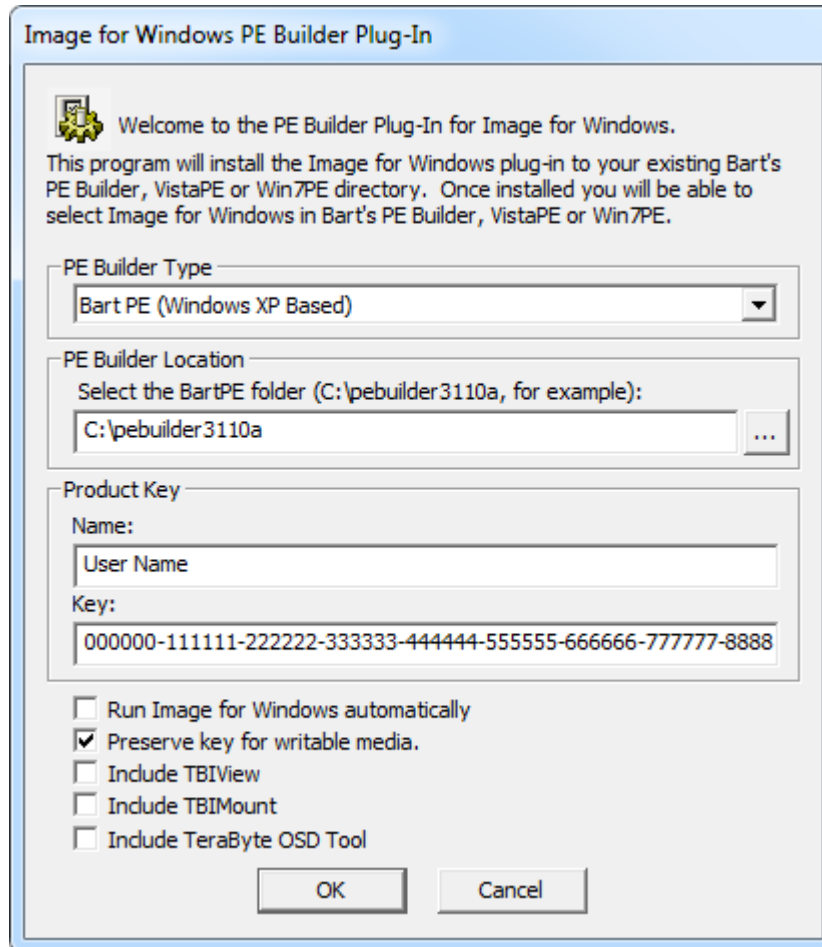 Image for Windows PE Builder Plug-In
Welcome to the PE Builder Plug-In for Image for Windows.
This program will install the Image for Windows plug-in to your existing Bart's
PE Builder, VistaPE or Win7PE directory.  Once installed you will be able to
select Image for Windows in Bart's PE Builder, VistaPE or Win7PE.
PE Builder Type
Bart PE (Windows XP Based)
PE Builder Location
Select the BartPE folder (C:\pebuilder3110a, for example):
C:\pebuilder3110a
...
Product Key
Name:
User Name
Key:
000000-111111-222222-333333-444444-555555-666666-777777-8888
Run Image for Windows automatically
Preserve key for writable media.
Include TBIView
Include TBIMount
Include TeraByte OSD Tool
OK Cancel